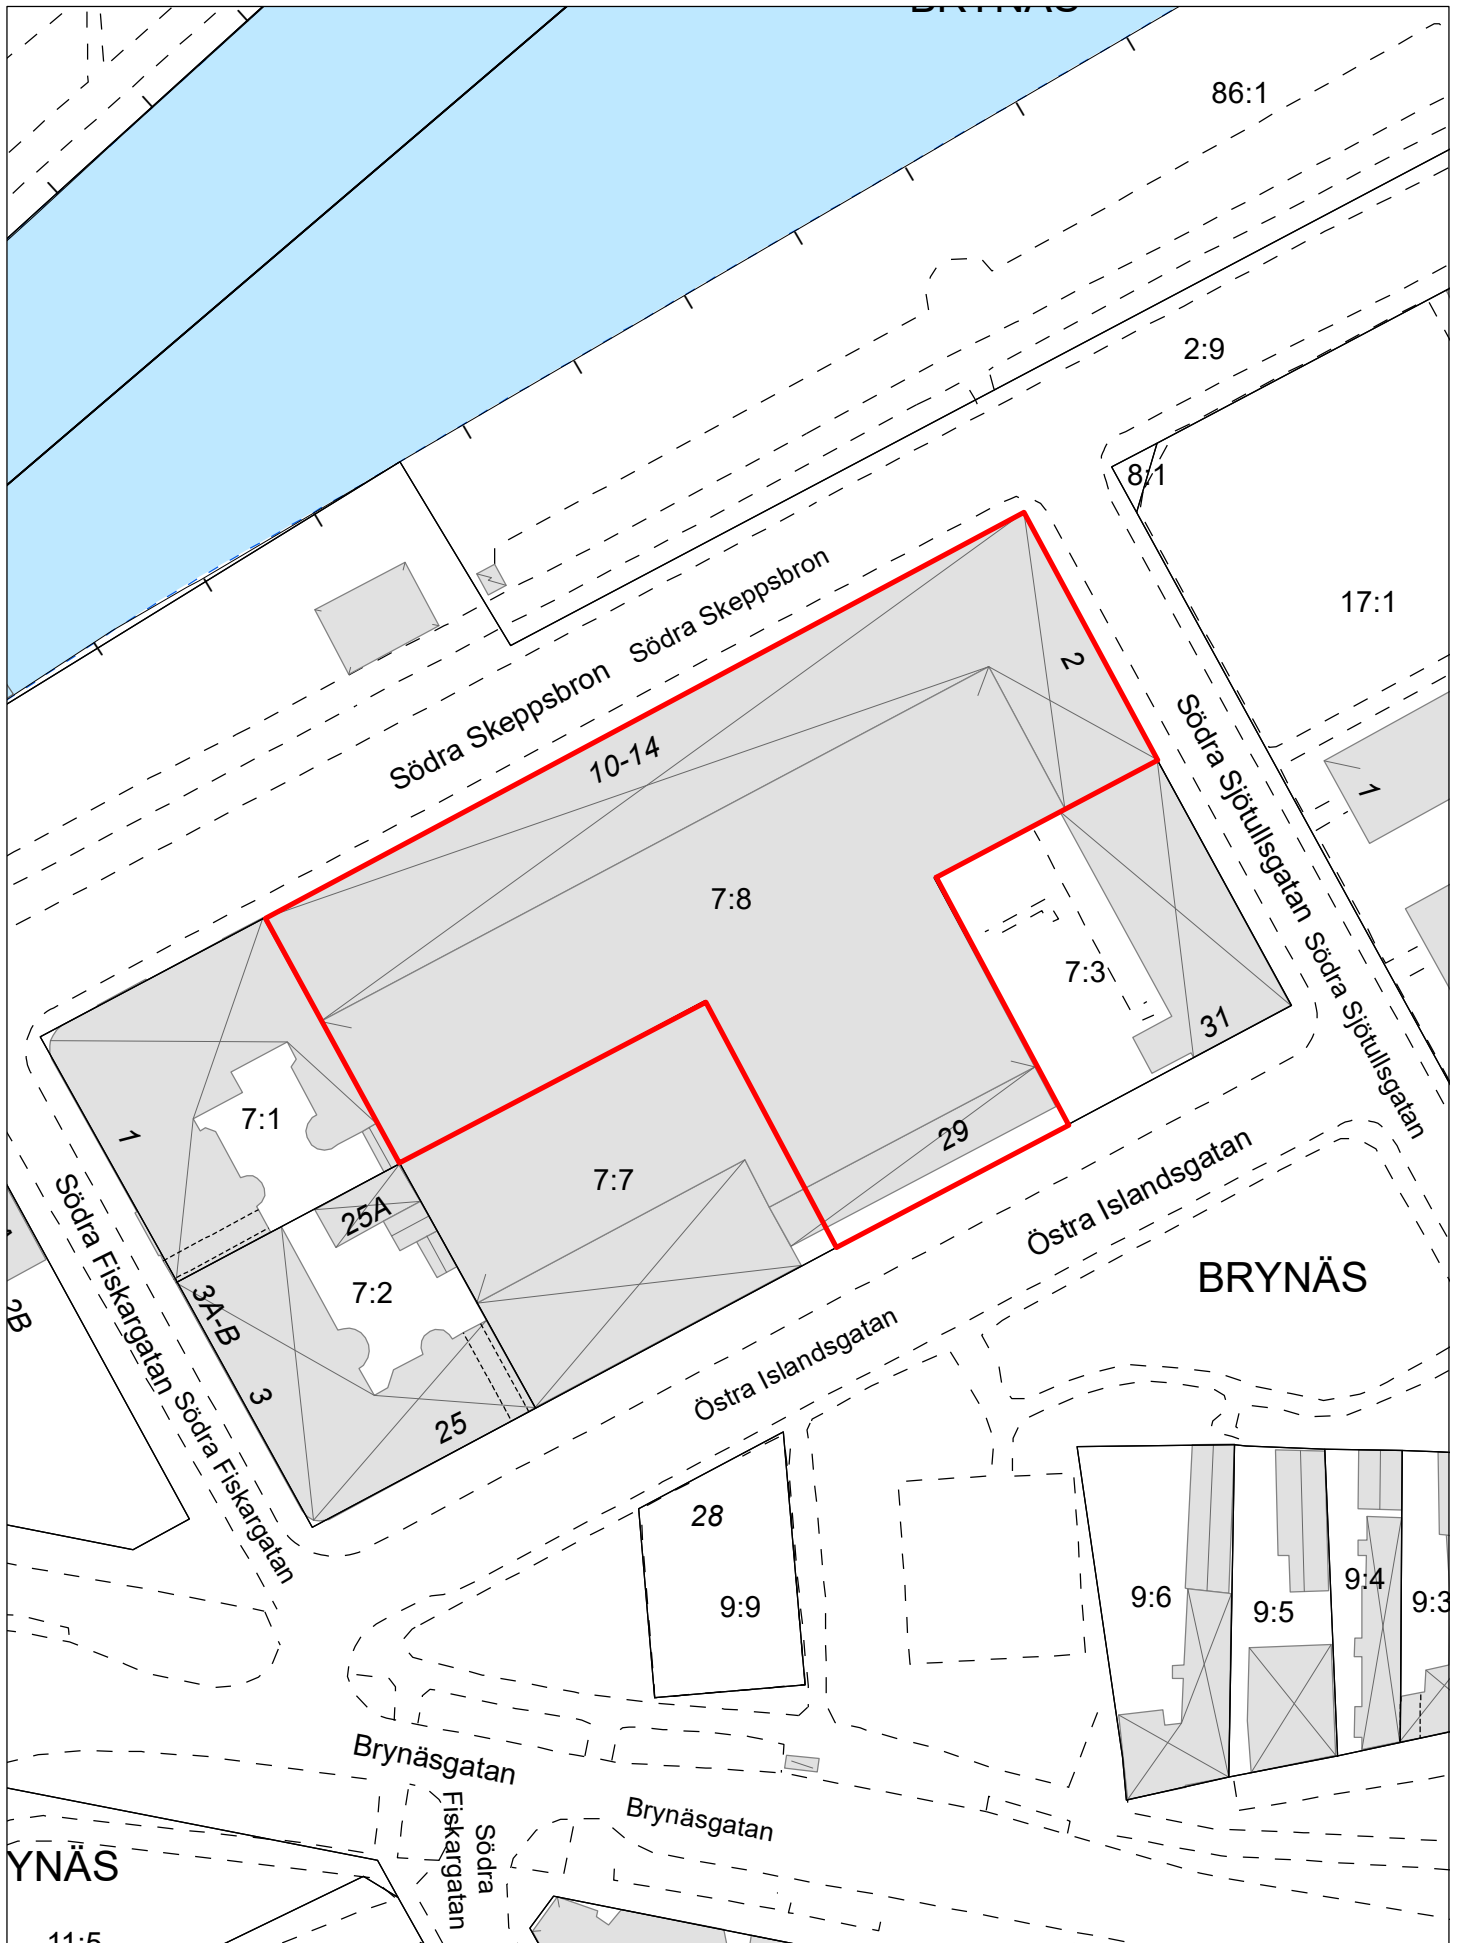 BRYNÄS
86:1
2:9
8:1
17:1
Södra Skeppsbron
Södra Skeppsbron
2
10-14
Södra Sjötullsgatan
1
7:8
7:3
Södra Sjötullsgatan
31
7:1
1
29
7:7
25A
Östra Islandsgatan
Södra Fiskargatan
7:2
BRYNÄS
3A-B
2B
Östra Islandsgatan
3
25
Södra Fiskargatan
28
9:9
9:6
9:5
9:4
9:3
Brynäsgatan
Brynäsgatan
Södra
Fiskargatan
YNÄS
11:5